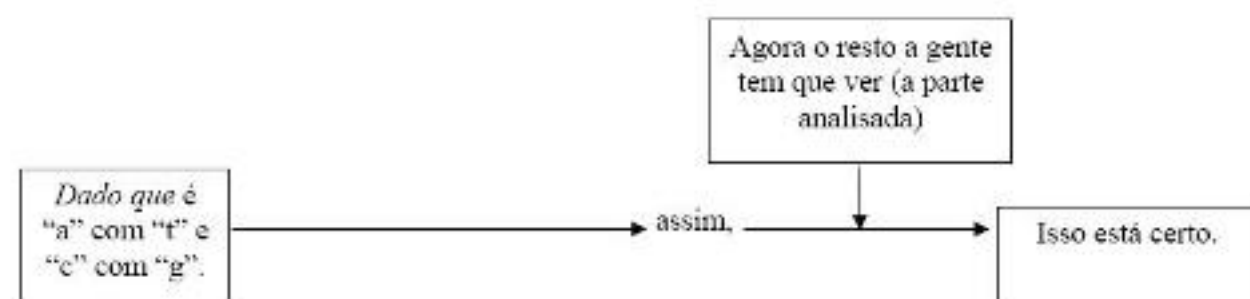 Agora o resto a gente
tem que ver (a parte
analisada)
Dado que é
“a” com “t” e
“c” com “g”.
assim,
Isso está certo.